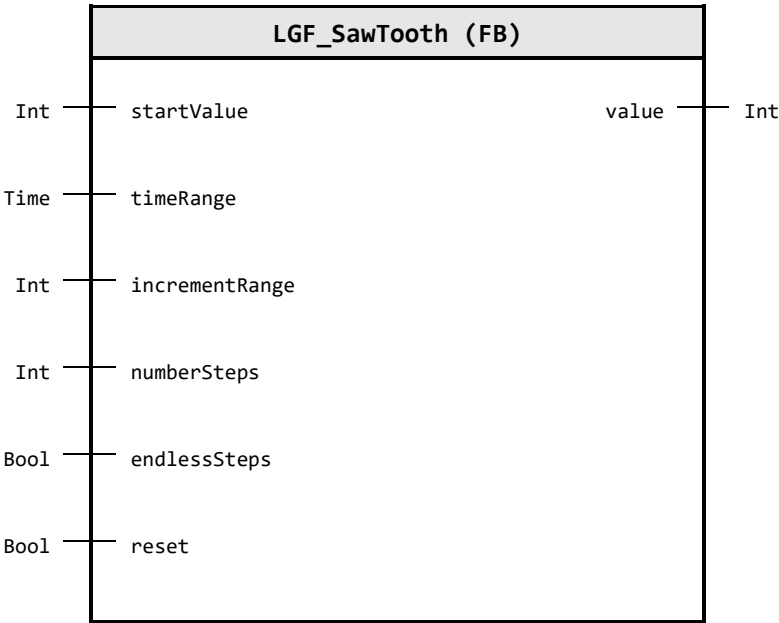 LGF_SawTooth (FB)
Int startValue value Int
Time timeRange
Int incrementRange
Int numberSteps
Bool endlessSteps
Bool reset